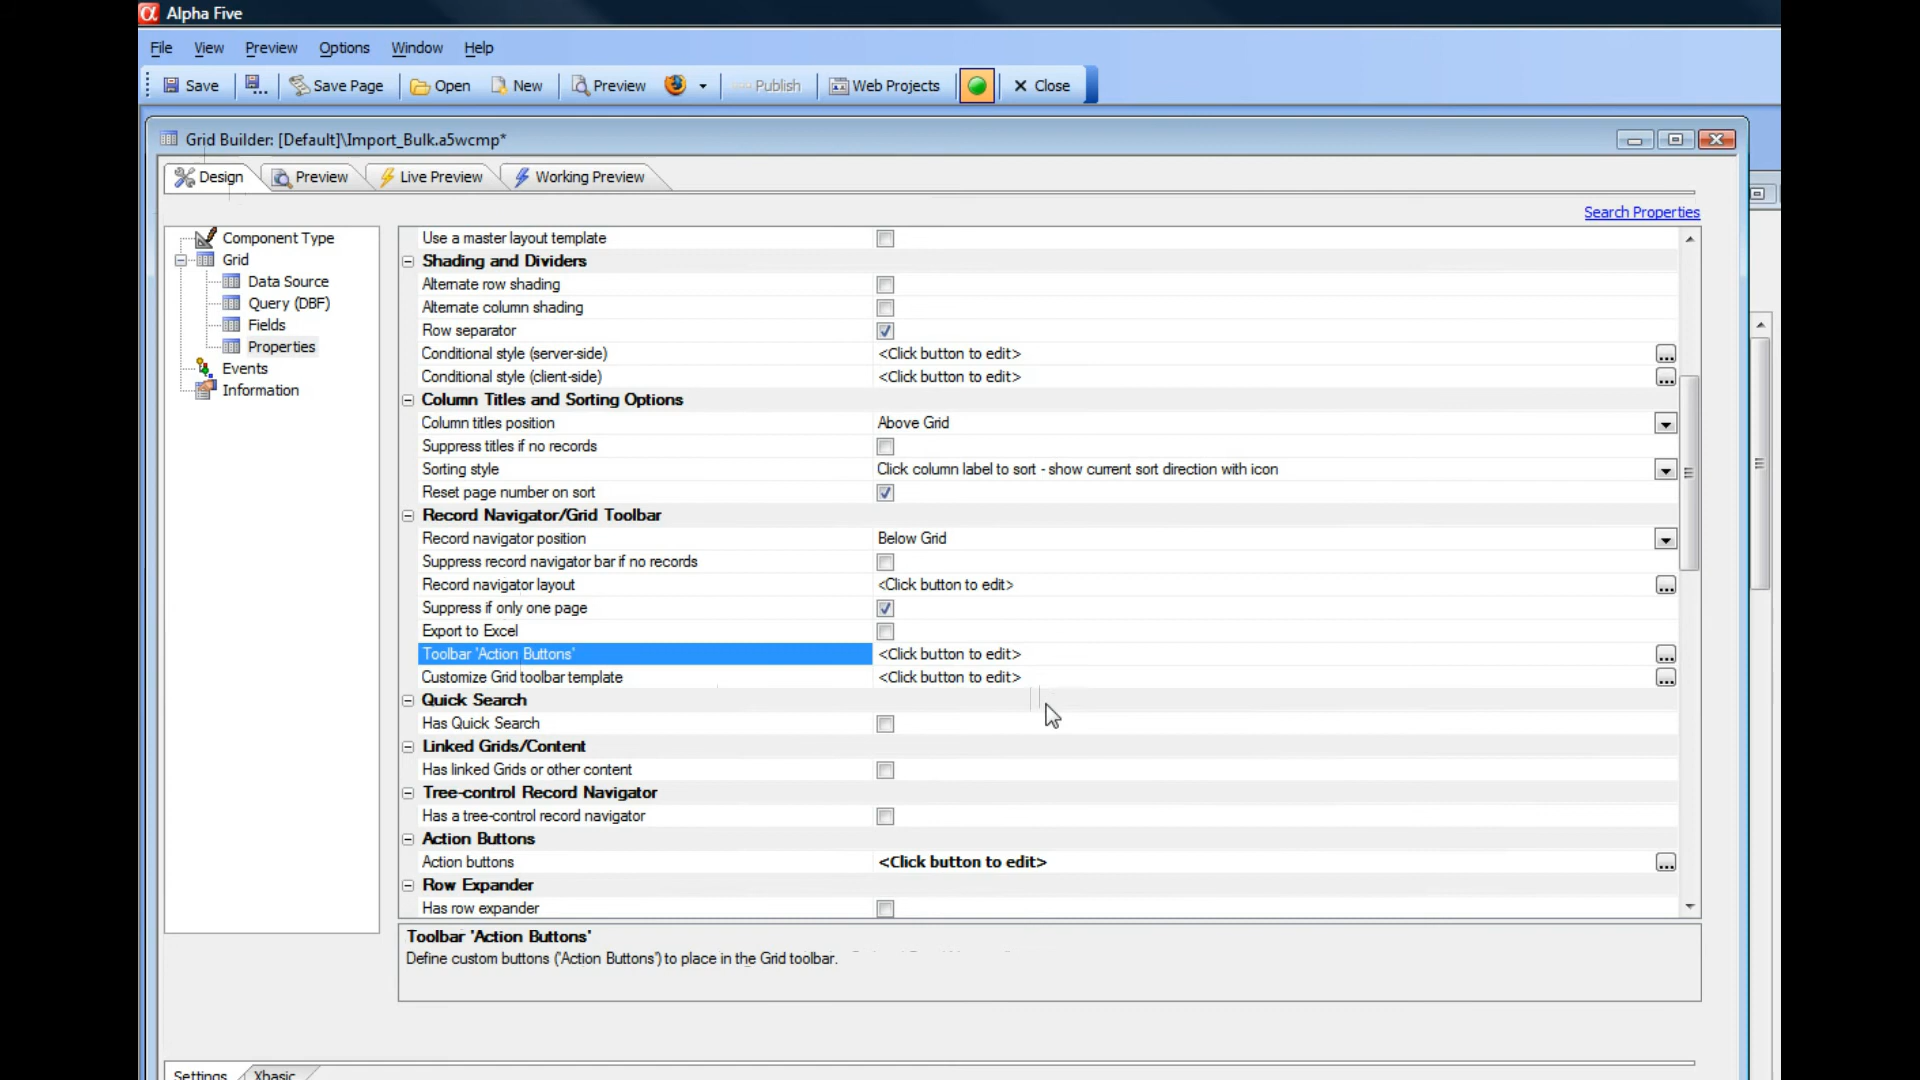 Alpha Five
File View Preview Options Window Help
Save Save Page Open New Preview Publish Web Projects Close
Grid Builder: [Default]\Import_Bulk.a5wcmp*
Design Preview Live Preview Working Preview
Search Properties
Component Type
Grid
Data Source
Query (DBF)
Fields
Properties
Events
Information
Use a master layout template
Shading and Dividers
Alternate row shading
Alternate column shading
Row separator
Conditional style (server-side) <Click button to edit> ...
Conditional style (client-side) <Click button to edit> ...
Column Titles and Sorting Options
Column titles position Above Grid
Suppress titles if no records
Sorting style Click column label to sort - show current sort direction with icon
Reset page number on sort
Record Navigator/Grid Toolbar
Record navigator position Below Grid
Suppress record navigator bar if no records
Record navigator layout <Click button to edit> ...
Suppress if only one page
Export to Excel
Toolbar 'Action Buttons' <Click button to edit> ...
Customize Grid toolbar template <Click button to edit> ...
Quick Search
Has Quick Search
Linked Grids/Content
Has linked Grids or other content
Tree-control Record Navigator
Has a tree-control record navigator
Action Buttons
Action buttons <Click button to edit> ...
Row Expander
Has row expander
Toolbar 'Action Buttons'
Define custom buttons ('Action Buttons') to place in the Grid toolbar.
Settings Xbasic